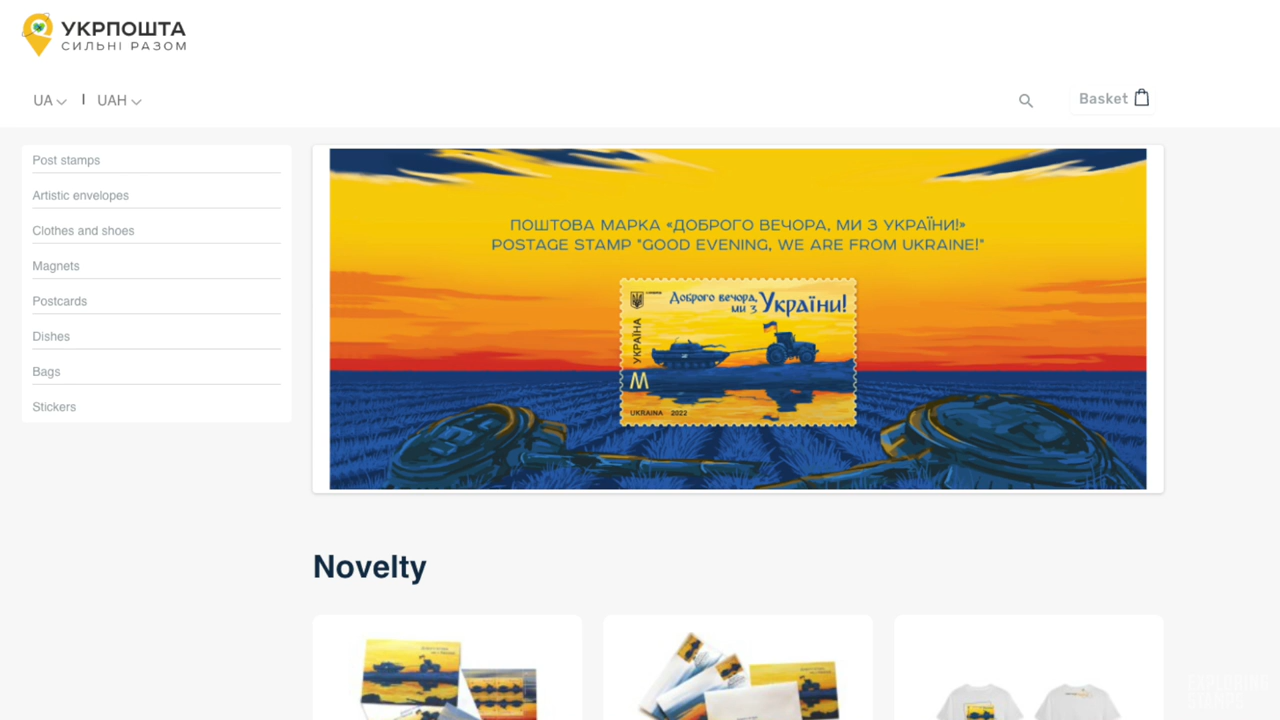 УКРПОШТА
СИЛЬНІ РАЗОМ
UA | UAH
Basket
Post stamps
Artistic envelopes
Clothes and shoes
Magnets
Postcards
Dishes
Bags
Stickers
ПОШТОВА МАРКА «ДОБРОГО ВЕЧОРА, МИ З УКРАЇНИ!»
POSTAGE STAMP "GOOD EVENING, WE ARE FROM UKRAINE!"
Доброго вечора,
ми з України!
УКРАЇНА
M
UKRAINA 2022
Novelty
EXPLORING
STAMPS